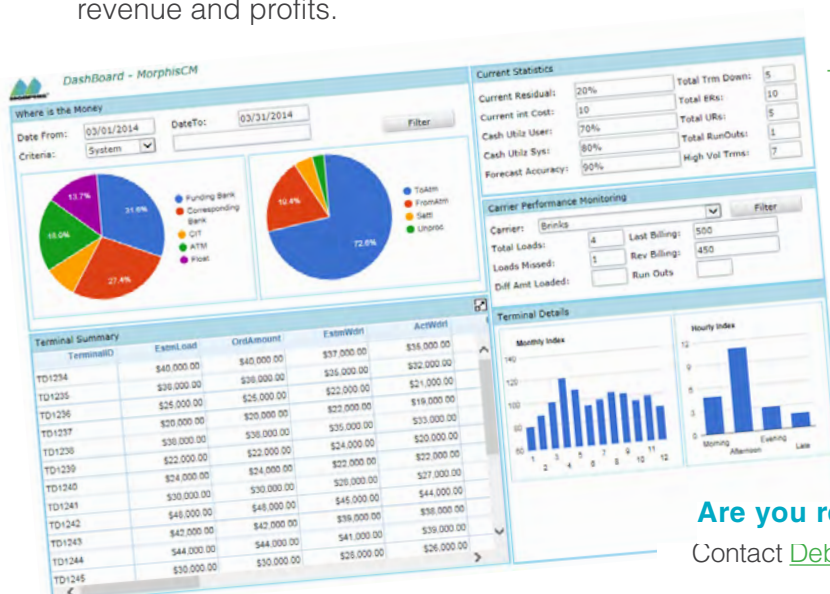 revenue and profits.
DashBoard - MorphisCM
Where is the Money
Date From: 03/01/2014 DateTo: 03/31/2014
Criteria: System Filter
13.7% 31.6% 27.4%
Funding Bank
Corresponding Bank
CIT
ATM
Float
72.6%
ToAtm
FromAtm
Settl
Unproc
Current Statistics
Current Residual: 20% Total Trm Down: 5
Current int Cost: 10 Total ERs: 10
Cash Utiliz User: 70% Total URs: 5
Cash Utiliz Sys: 80% Total RunOuts: 1
Forecast Accuracy: 90% High Vol Trms: 7
Carrier Performance Monitoring
Carrier: Brinks Filter
Total Loads: 4 Last Billing: 500
Loads Missed: 1 Rev Billing: 450
Diff Amt Loaded: Run Outs
Terminal Summary
TerminalID EstmLoad OrdAmount EstmWdrl ActWdrl
TD1234 $40,000.00 $40,000.00 $37,000.00 $35,000.00
TD1235 $38,000.00 $38,000.00 $35,000.00 $32,000.00
TD1236 $25,000.00 $25,000.00 $22,000.00 $21,000.00
TD1237 $20,000.00 $20,000.00 $22,000.00 $19,000.00
TD1238 $38,000.00 $38,000.00 $35,000.00 $33,000.00
TD1239 $22,000.00 $22,000.00 $24,000.00 $20,000.00
TD1240 $24,000.00 $24,000.00 $22,000.00 $22,000.00
TD1241 $30,000.00 $30,000.00 $28,000.00 $27,000.00
TD1242 $48,000.00 $48,000.00 $45,000.00 $44,000.00
TD1243 $42,000.00 $42,000.00 $39,000.00 $38,000.00
TD1244 $44,000.00 $44,000.00 $41,000.00 $39,000.00
TD1245 $30,000.00 $30,000.00 $28,000.00 $26,000.00
Terminal Details
Monthly Index
140
120
100
80
60
1 2 3 4 5 6 7 8 9 10 11 12
Hourly Index
12
9
6
3
0
Morning Afternoon Evening Late
Are you r
Contact Deb